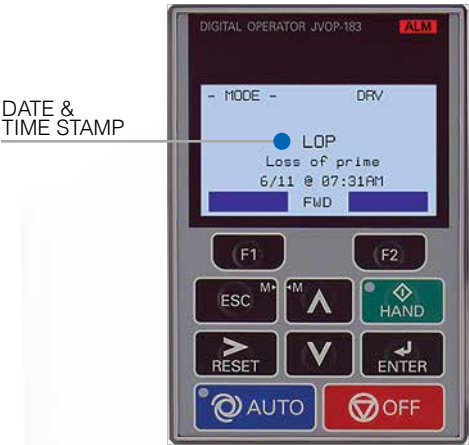 DIGITAL OPERATOR JVOP-183 ALM
- MODE - DRV
DATE &
TIME STAMP
LOP
Loss of prime
6/11 @ 07:31AM
FWD
F1 F2
ESC M▸ ◂M HAND
RESET ENTER
AUTO OFF